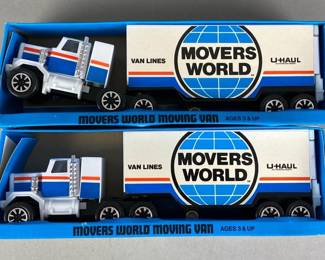 VAN LINES
MOVERS
WORLD
U-HAUL
MOVERS WORLD MOVING VAN AGES 3 & UP
VAN LINES
MOVERS
WORLD
U-HAUL
MOVERS WORLD MOVING VAN AGES 3 & UP